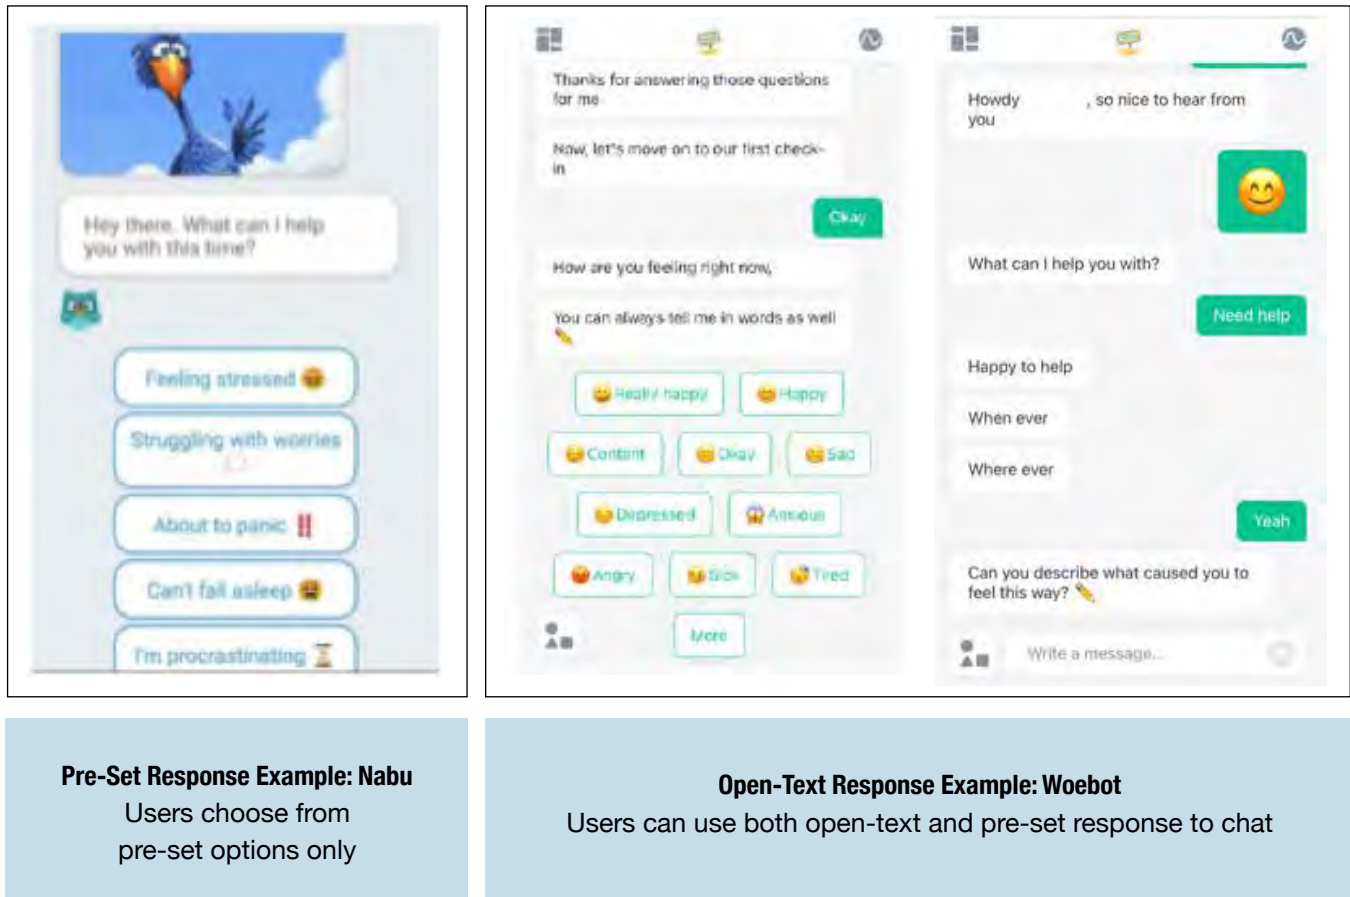 Hey there. What can I help
you with this time?
Feeling stressed
Struggling with worries
About to panic
Can't fall asleep
I'm procrastinating
Thanks for answering those questions
for me
Now, let's move on to our first check-
in
Okay
How are you feeling right now,
You can always tell me in words as well
Really happy
Happy
Content
Okay
Sad
Depressed
Anxious
Angry
Sick
Tired
More
Howdy , so nice to hear from
you
What can I help you with?
Need help
Happy to help
When ever
Where ever
Yeah
Can you describe what caused you to
feel this way?
Write a message...
Pre-Set Response Example: Nabu
Users choose from
pre-set options only
Open-Text Response Example: Woebot
Users can use both open-text and pre-set response to chat